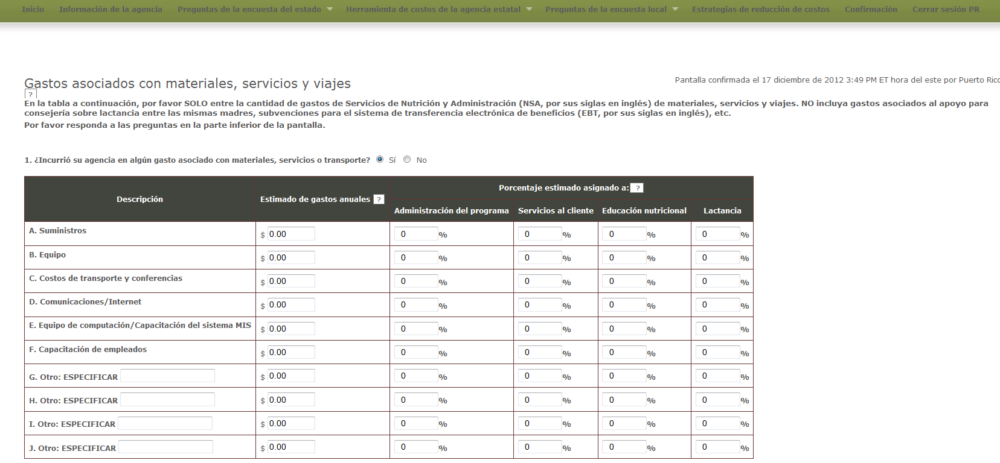 Inicio Información de la agencia Preguntas de la encuesta del estado Herramienta de costos de la agencia estatal Preguntas de la encuesta local Estrategias de reducción de costos Confirmación Cerrar sesión PR
Gastos asociados con materiales, servicios y viajes
Pantalla confirmada el 17 diciembre de 2012 3:49 PM ET hora del este por Puerto Rico
?
En la tabla a continuación, por favor SOLO entre la cantidad de gastos de Servicios de Nutrición y Administración (NSA, por sus siglas en inglés) de materiales, servicios y viajes. NO incluya gastos asociados al apoyo para
consejería sobre lactancia entre las mismas madres, subvenciones para el sistema de transferencia electrónica de beneficios (EBT, por sus siglas en inglés), etc.
Por favor responda a las preguntas en la parte inferior de la pantalla.
1. ¿Incurrió su agencia en algún gasto asociado con materiales, servicios o transporte? Sí No
Descripción Estimado de gastos anuales ? Porcentaje estimado asignado a: ?
Administración del programa Servicios al cliente Educación nutricional Lactancia
A. Suministros $ 0.00 0 % 0 % 0 % 0 %
B. Equipo $ 0.00 0 % 0 % 0 % 0 %
C. Costos de transporte y conferencias $ 0.00 0 % 0 % 0 % 0 %
D. Comunicaciones/Internet $ 0.00 0 % 0 % 0 % 0 %
E. Equipo de computación/Capacitación del sistema MIS $ 0.00 0 % 0 % 0 % 0 %
F. Capacitación de empleados $ 0.00 0 % 0 % 0 % 0 %
G. Otro: ESPECIFICAR $ 0.00 0 % 0 % 0 % 0 %
H. Otro: ESPECIFICAR $ 0.00 0 % 0 % 0 % 0 %
I. Otro: ESPECIFICAR $ 0.00 0 % 0 % 0 % 0 %
J. Otro: ESPECIFICAR $ 0.00 0 % 0 % 0 % 0 %